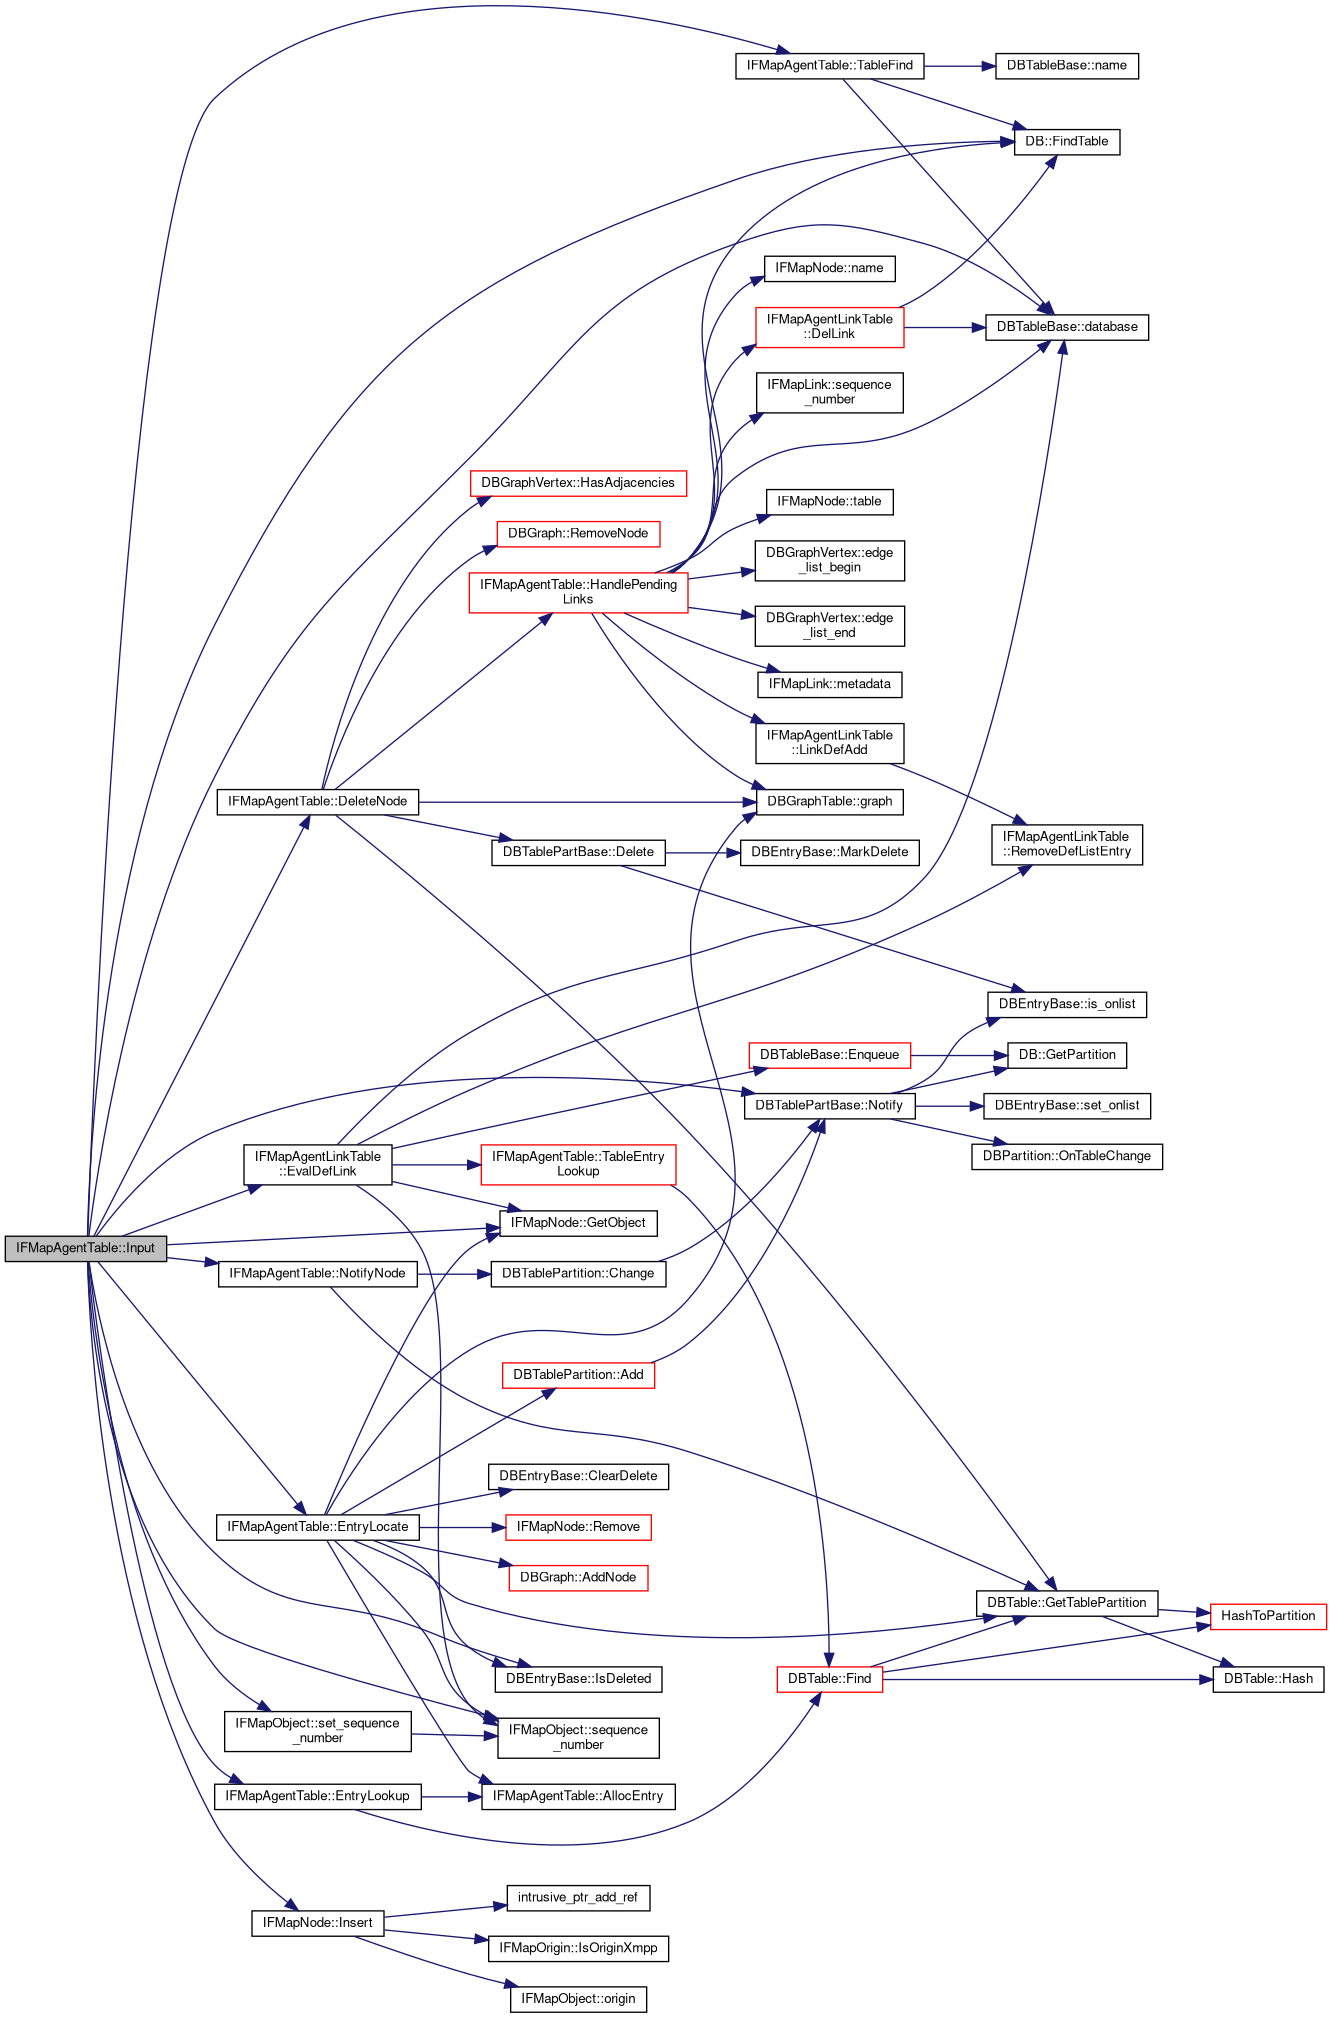 IFMapAgentTable::TableFind
DBTableBase::name
DB::FindTable
IFMapNode::name
IFMapAgentLinkTable
::DelLink
DBTableBase::database
IFMapLink::sequence
_number
DBGraphVertex::HasAdjacencies
IFMapNode::table
DBGraph::RemoveNode
DBGraphVertex::edge
_list_begin
IFMapAgentTable::HandlePending
Links
DBGraphVertex::edge
_list_end
IFMapLink::metadata
IFMapAgentLinkTable
::LinkDefAdd
IFMapAgentTable::DeleteNode
DBGraphTable::graph
IFMapAgentLinkTable
::RemoveDefListEntry
DBTablePartBase::Delete
DBEntryBase::MarkDelete
DBEntryBase::is_onlist
DBTableBase::Enqueue
DB::GetPartition
DBTablePartBase::Notify
DBEntryBase::set_onlist
DBPartition::OnTableChange
IFMapAgentLinkTable
::EvalDefLink
IFMapAgentTable::TableEntry
Lookup
IFMapNode::GetObject
IFMapAgentTable::Input
IFMapAgentTable::NotifyNode
DBTablePartition::Change
DBTablePartition::Add
DBEntryBase::ClearDelete
IFMapAgentTable::EntryLocate
IFMapNode::Remove
DBGraph::AddNode
DBTable::GetTablePartition
HashToPartition
DBEntryBase::IsDeleted
DBTable::Find
DBTable::Hash
IFMapObject::set_sequence
_number
IFMapObject::sequence
_number
IFMapAgentTable::EntryLookup
IFMapAgentTable::AllocEntry
intrusive_ptr_add_ref
IFMapNode::Insert
IFMapOrigin::IsOriginXmpp
IFMapObject::origin